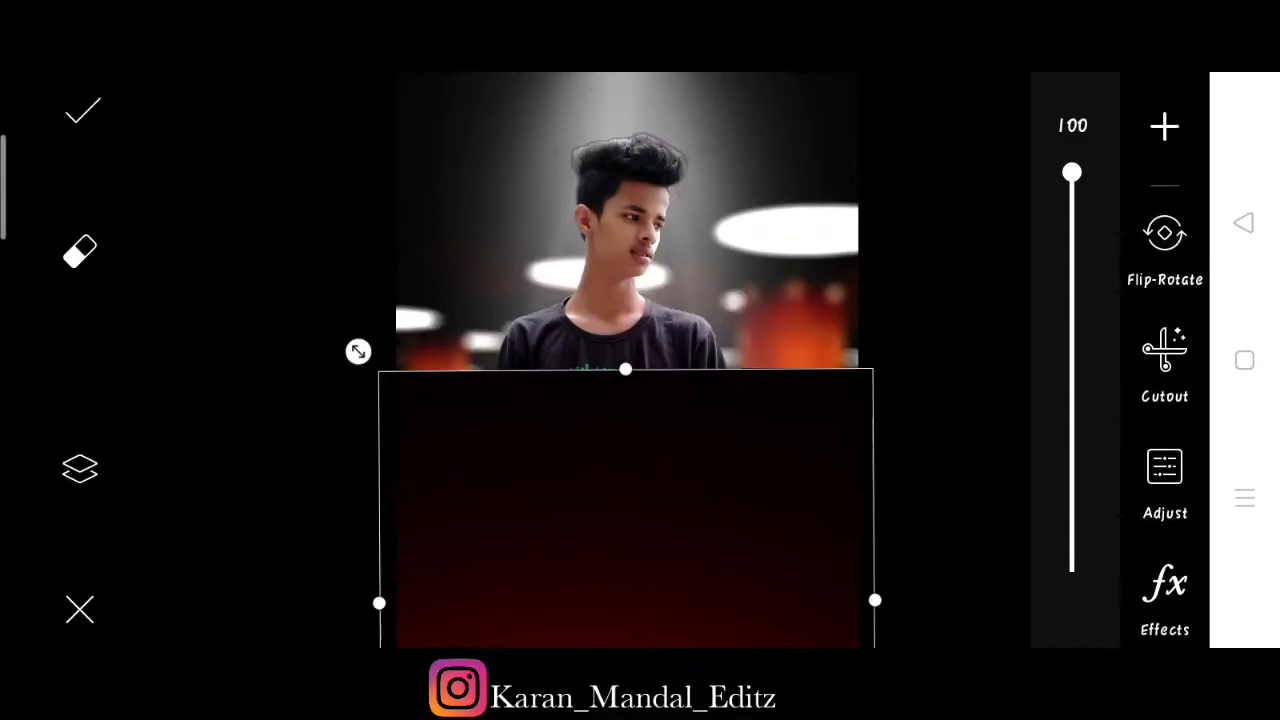 100
Flip-Rotate
Cutout
Adjust
fx
Effects
Karan_Mandal_Editz